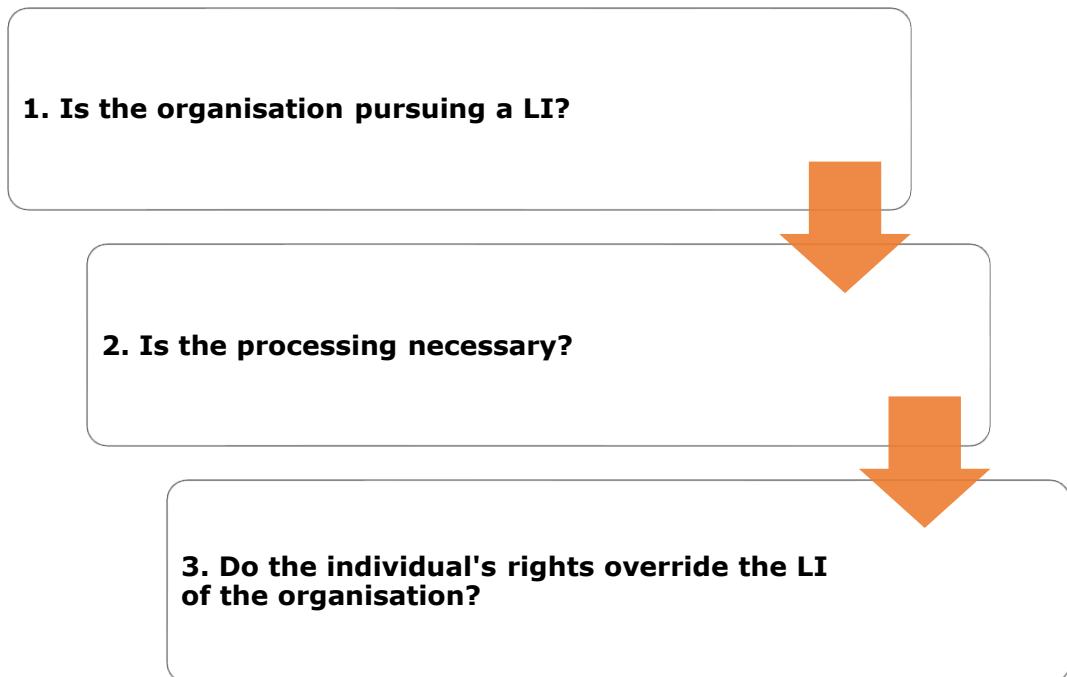 1. Is the organisation pursuing a LI?
2. Is the processing necessary?
3. Do the individual's rights override the LI
of the organisation?